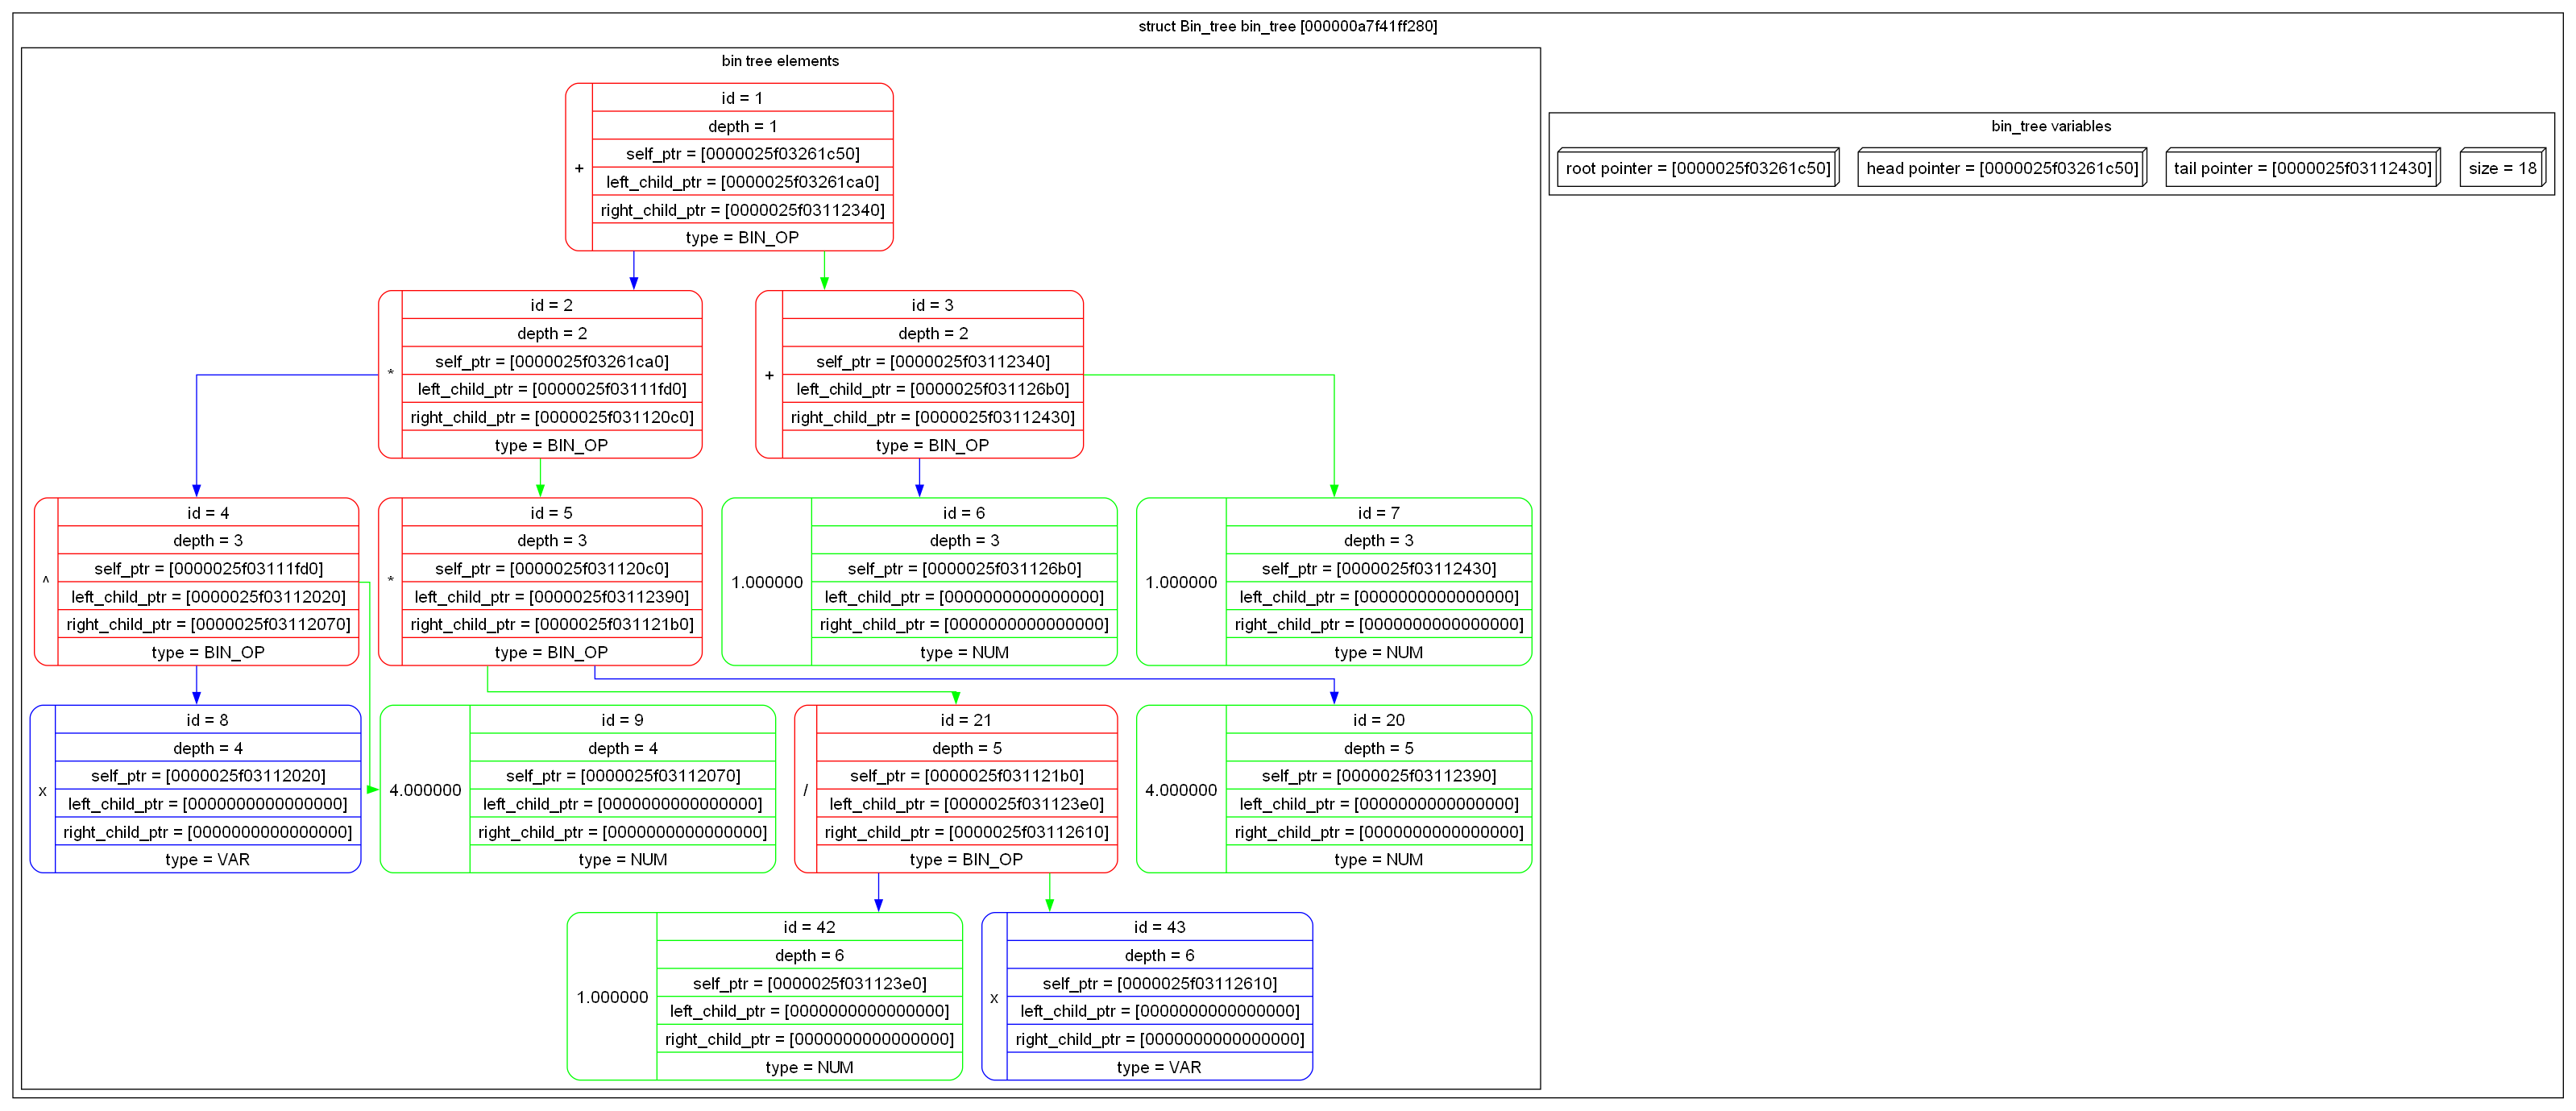 struct Bin_tree bin_tree [000000a7f41ff280]
bin tree elements
+
id = 1
depth = 1
self_ptr = [0000025f03261c50]
left_child_ptr = [0000025f03261ca0]
right_child_ptr = [0000025f03112340]
type = BIN_OP
bin_tree variables
root pointer = [0000025f03261c50]
head pointer = [0000025f03261c50]
tail pointer = [0000025f03112430]
size = 18
*
id = 2
depth = 2
self_ptr = [0000025f03261ca0]
left_child_ptr = [0000025f03111fd0]
right_child_ptr = [0000025f031120c0]
type = BIN_OP
+
id = 3
depth = 2
self_ptr = [0000025f03112340]
left_child_ptr = [0000025f031126b0]
right_child_ptr = [0000025f03112430]
type = BIN_OP
^
id = 4
depth = 3
self_ptr = [0000025f03111fd0]
left_child_ptr = [0000025f03112020]
right_child_ptr = [0000025f03112070]
type = BIN_OP
*
id = 5
depth = 3
self_ptr = [0000025f031120c0]
left_child_ptr = [0000025f03112390]
right_child_ptr = [0000025f031121b0]
type = BIN_OP
1.000000
id = 6
depth = 3
self_ptr = [0000025f031126b0]
left_child_ptr = [0000000000000000]
right_child_ptr = [0000000000000000]
type = NUM
1.000000
id = 7
depth = 3
self_ptr = [0000025f03112430]
left_child_ptr = [0000000000000000]
right_child_ptr = [0000000000000000]
type = NUM
x
id = 8
depth = 4
self_ptr = [0000025f03112020]
left_child_ptr = [0000000000000000]
right_child_ptr = [0000000000000000]
type = VAR
4.000000
id = 9
depth = 4
self_ptr = [0000025f03112070]
left_child_ptr = [0000000000000000]
right_child_ptr = [0000000000000000]
type = NUM
/
id = 21
depth = 5
self_ptr = [0000025f031121b0]
left_child_ptr = [0000025f031123e0]
right_child_ptr = [0000025f03112610]
type = BIN_OP
4.000000
id = 20
depth = 5
self_ptr = [0000025f03112390]
left_child_ptr = [0000000000000000]
right_child_ptr = [0000000000000000]
type = NUM
1.000000
id = 42
depth = 6
self_ptr = [0000025f031123e0]
left_child_ptr = [0000000000000000]
right_child_ptr = [0000000000000000]
type = NUM
x
id = 43
depth = 6
self_ptr = [0000025f03112610]
left_child_ptr = [0000000000000000]
right_child_ptr = [0000000000000000]
type = VAR